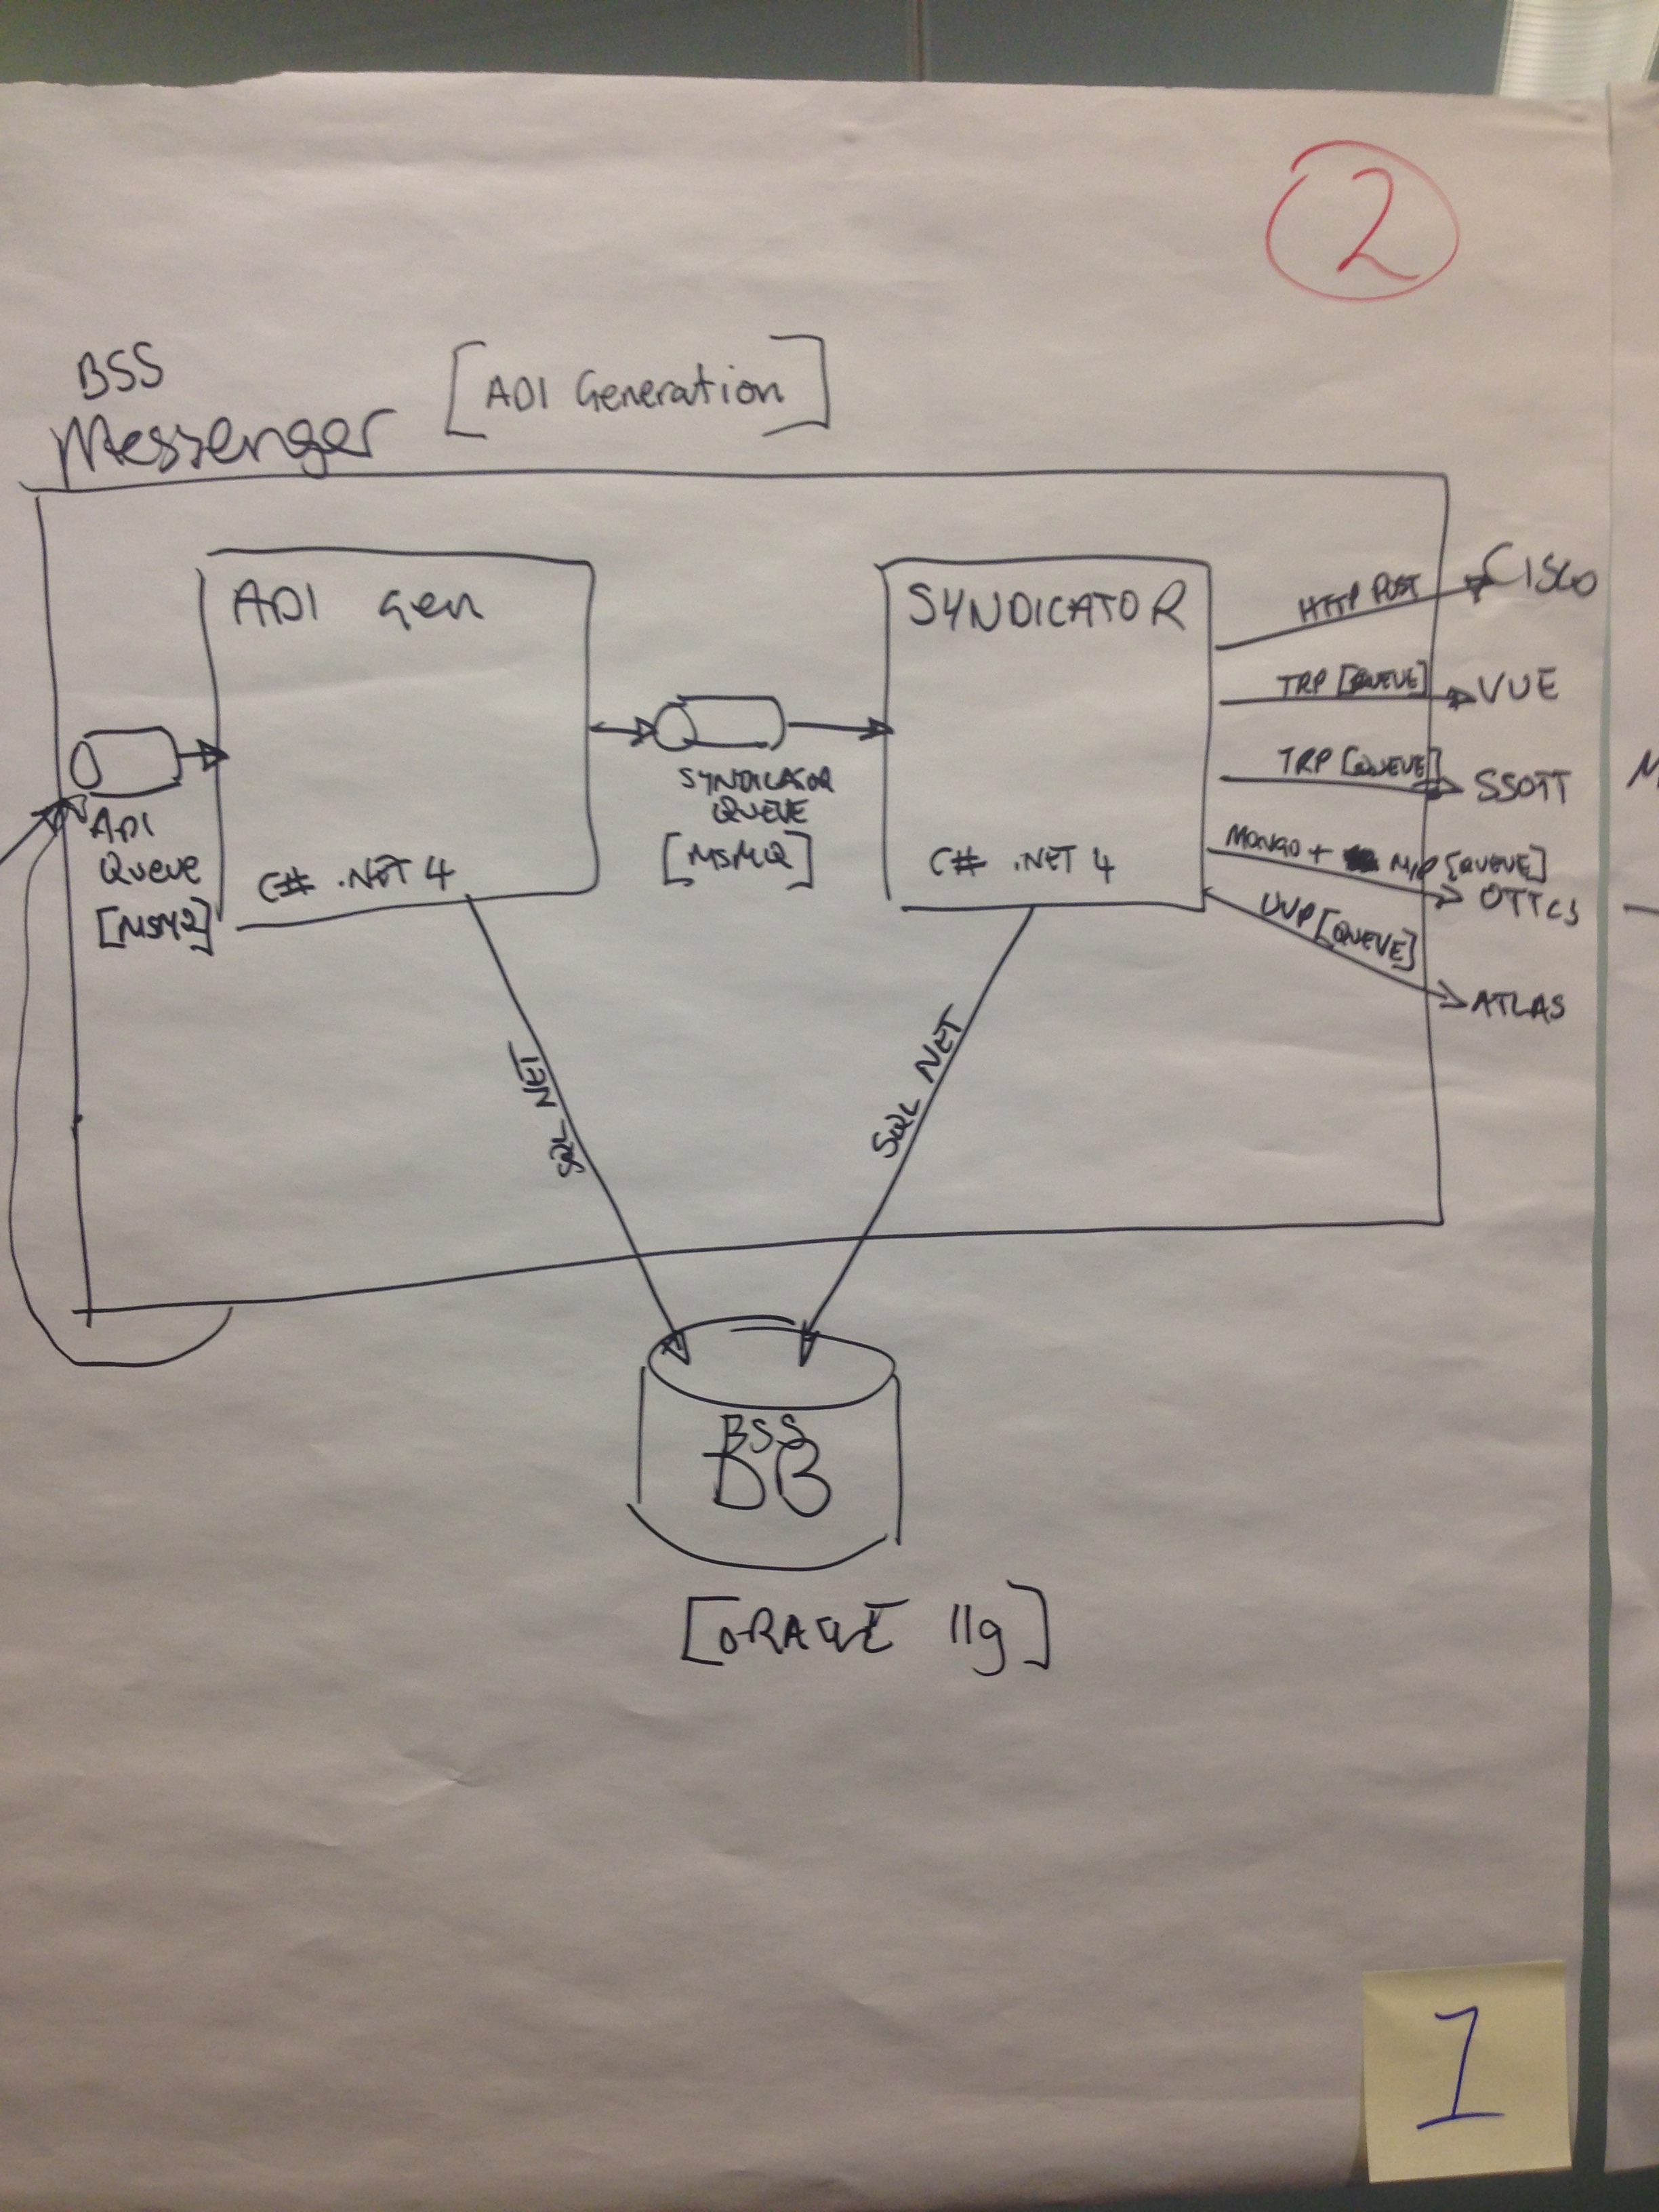 2
BSS
Messenger
[ADI Generation]
ADI Gen
C# .NET 4
ADI
Queue
[MSMQ]
SYNDICATOR
QUEUE
[MSMQ]
SYNDICATOR
C# .NET 4
HTTP POST
CISCO
TRP [QUEUE]
VUE
TRP [QUEUE]
SSOTT
MONGO + M/P [QUEUE]
OTTCS
UVP [QUEUE]
ATLAS
SQL NET
SQL NET
BSS
DB
[ORACLE 11g]
1